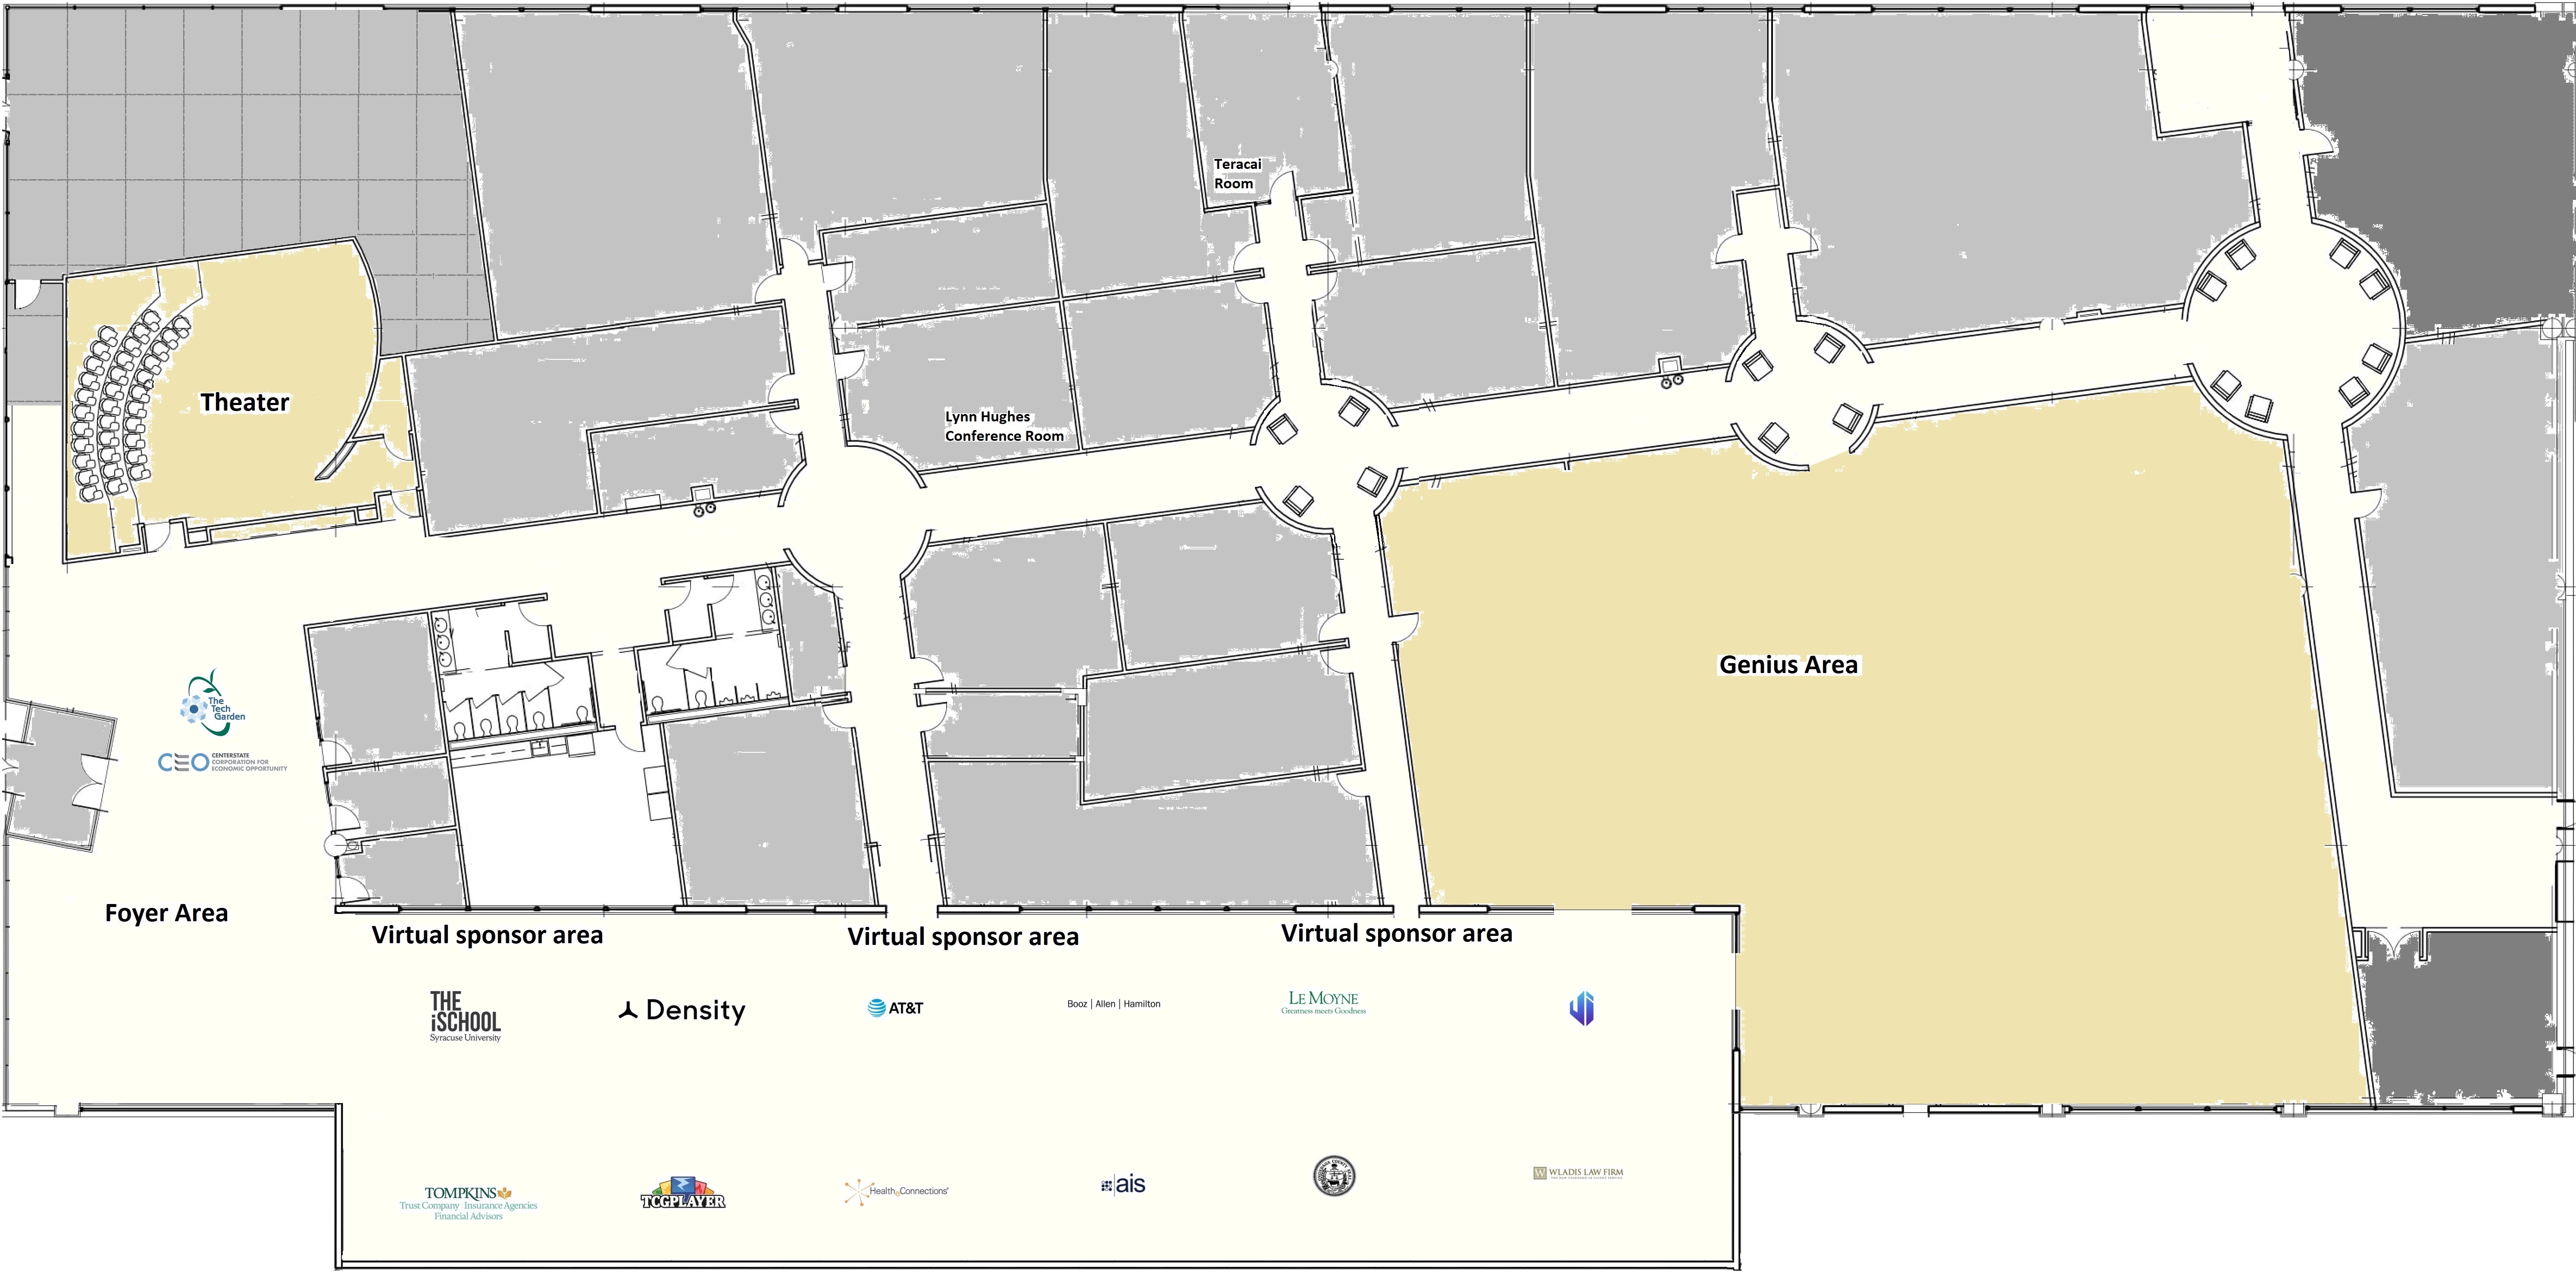 Teracai
Room
Theater
Lynn Hughes
Conference Room
Genius Area
The
Tech
Garden
CEO
CENTERSTATE
CORPORATION FOR
ECONOMIC OPPORTUNITY
Foyer Area
Virtual sponsor area
Virtual sponsor area
Virtual sponsor area
THE
iSCHOOL
Syracuse University
Density
AT&T
Booz | Allen | Hamilton
LE MOYNE
Greatness meets Goodness
TOMPKINS
Trust Company Insurance Agencies
Financial Advisors
TCGPLAYER
HealtheConnections
ais
W WLADIS LAW FIRM